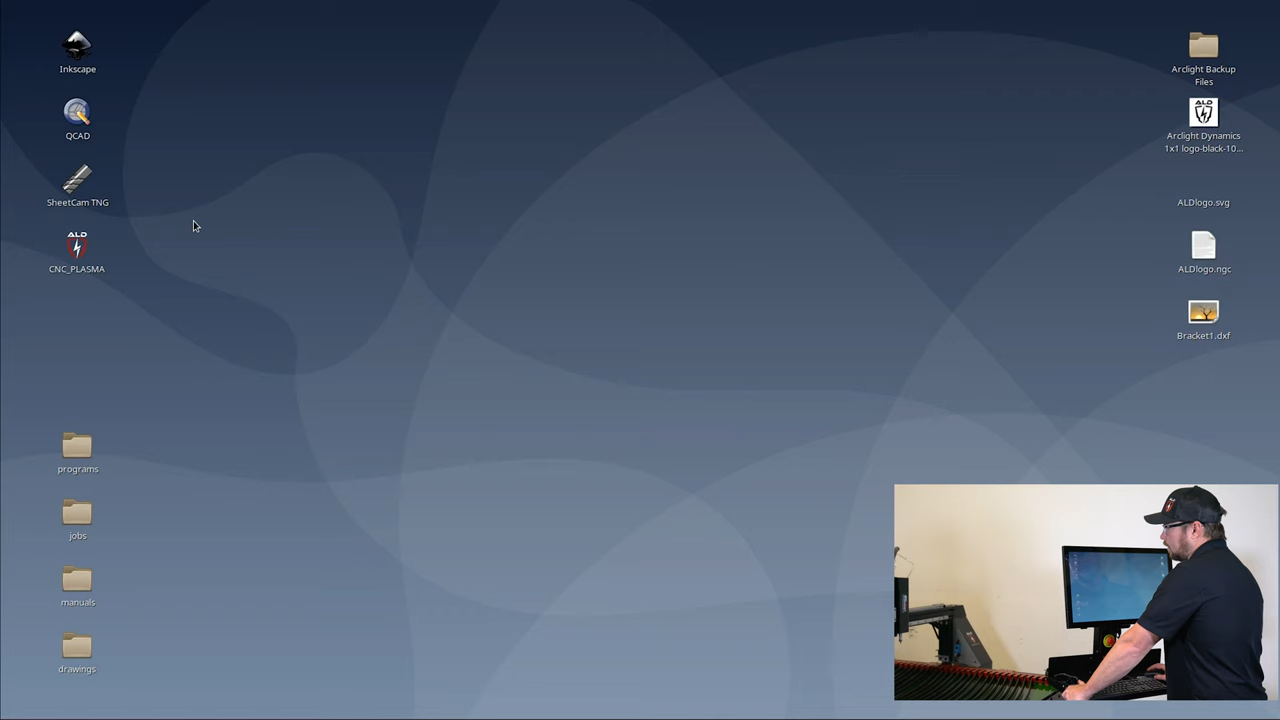 Inkscape
QCAD
SheetCam TNG
CNC_PLASMA
programs
jobs
manuals
drawings
Arclight Backup
Files
ALD
Arclight Dynamics
1x1 logo-black-10...
ALDlogo.svg
ALDlogo.ngc
Bracket1.dxf
ALD